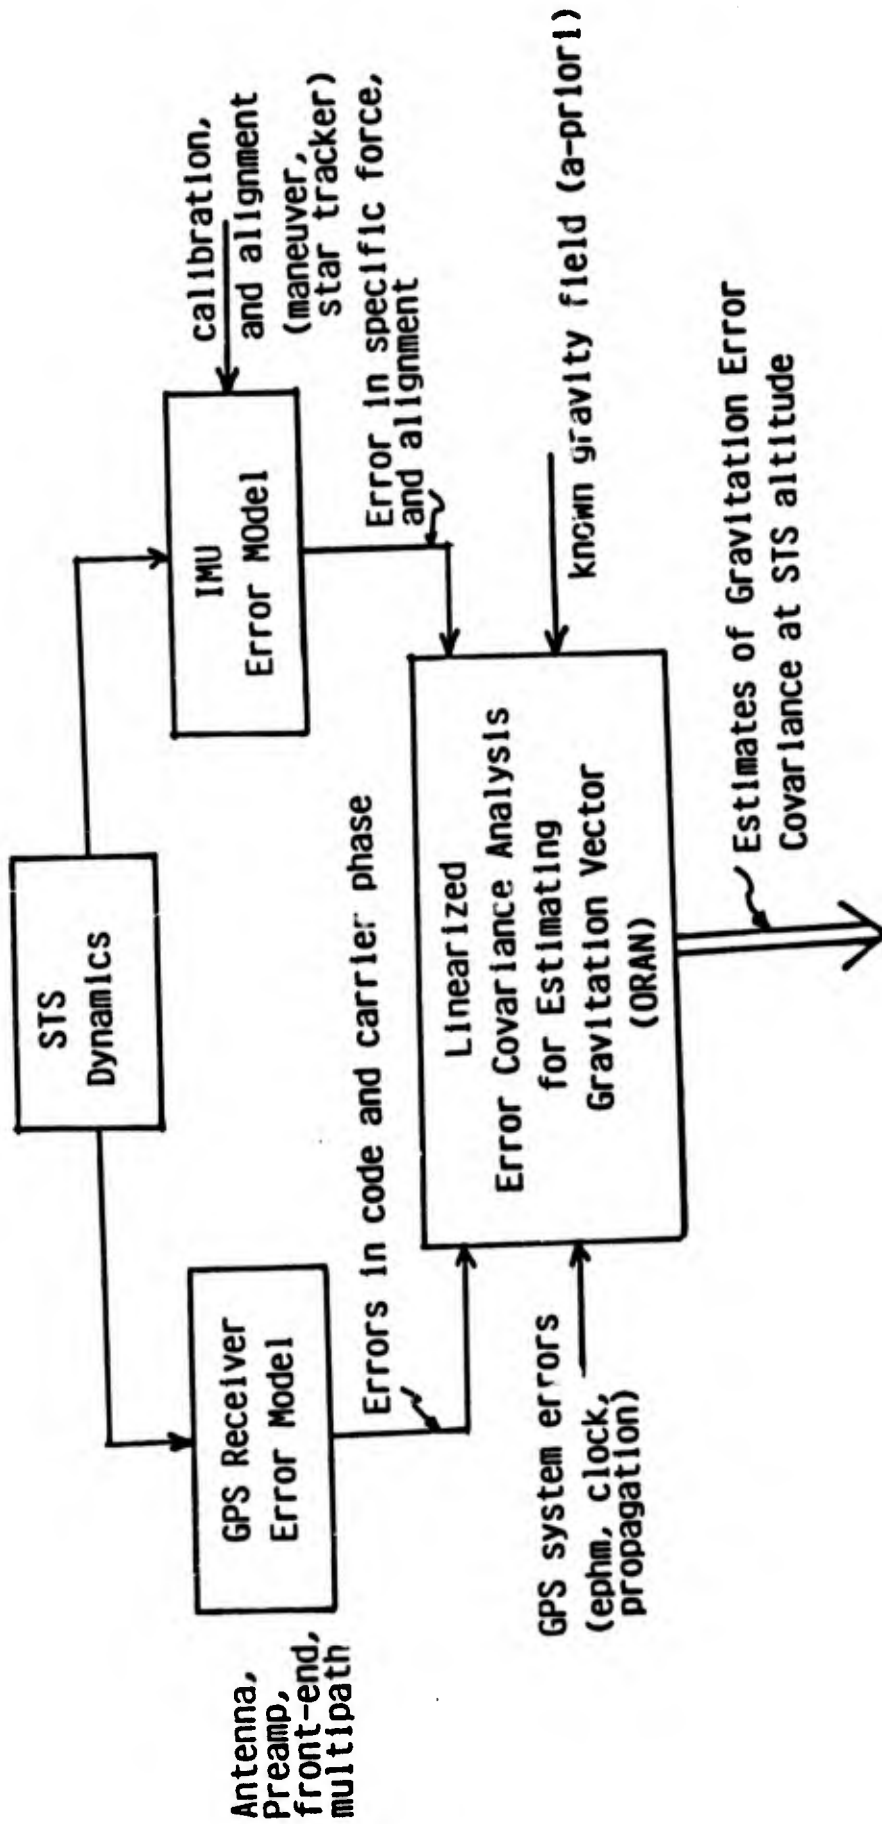 STS
Dynamics
GPS Receiver
Error Model
Antenna,
Preamp,
front-end,
multipath
IMU
Error MOdel
calibration,
and alignment
(maneuver,
star tracker)
Errors in code and carrier phase
Error in specific force,
and alignment
Linearized
Error Covariance Analysis
for Estimating
Gravitation Vector
(ORAN)
GPS system errors
(ephm, clock,
propagation)
known gravity field (a-priori)
Estimates of Gravitation Error
Covariance at STS altitude